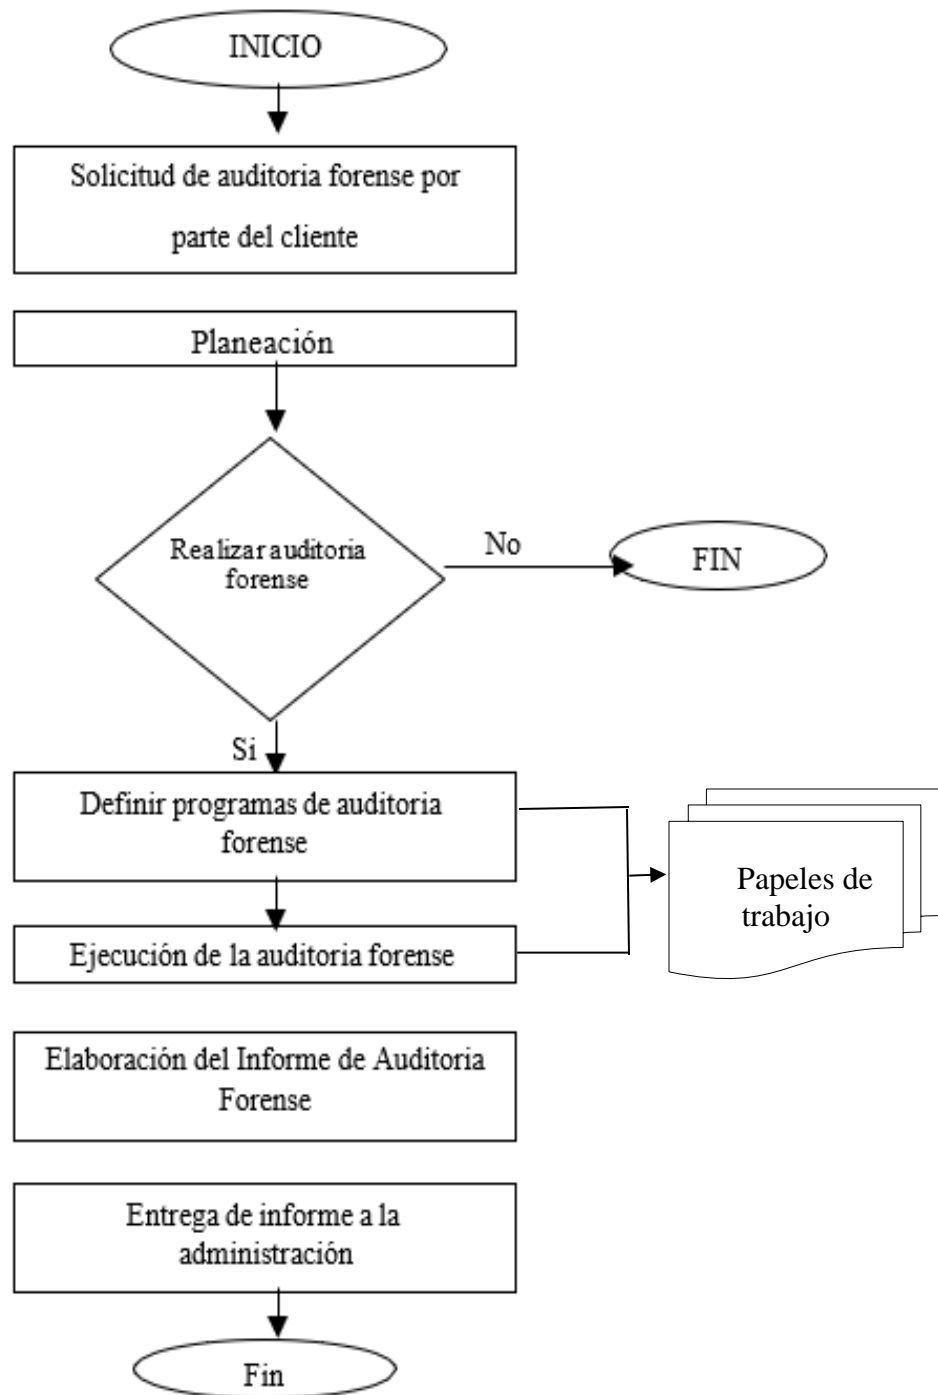 INICIO
Solicitud de auditoria forense por
parte del cliente
Planeación
Realizar auditoria
forense
No
FIN
Si
Definir programas de auditoria
forense
Papeles de
trabajo
Ejecución de la auditoria forense
Elaboración del Informe de Auditoria
Forense
Entrega de informe a la
administración
Fin